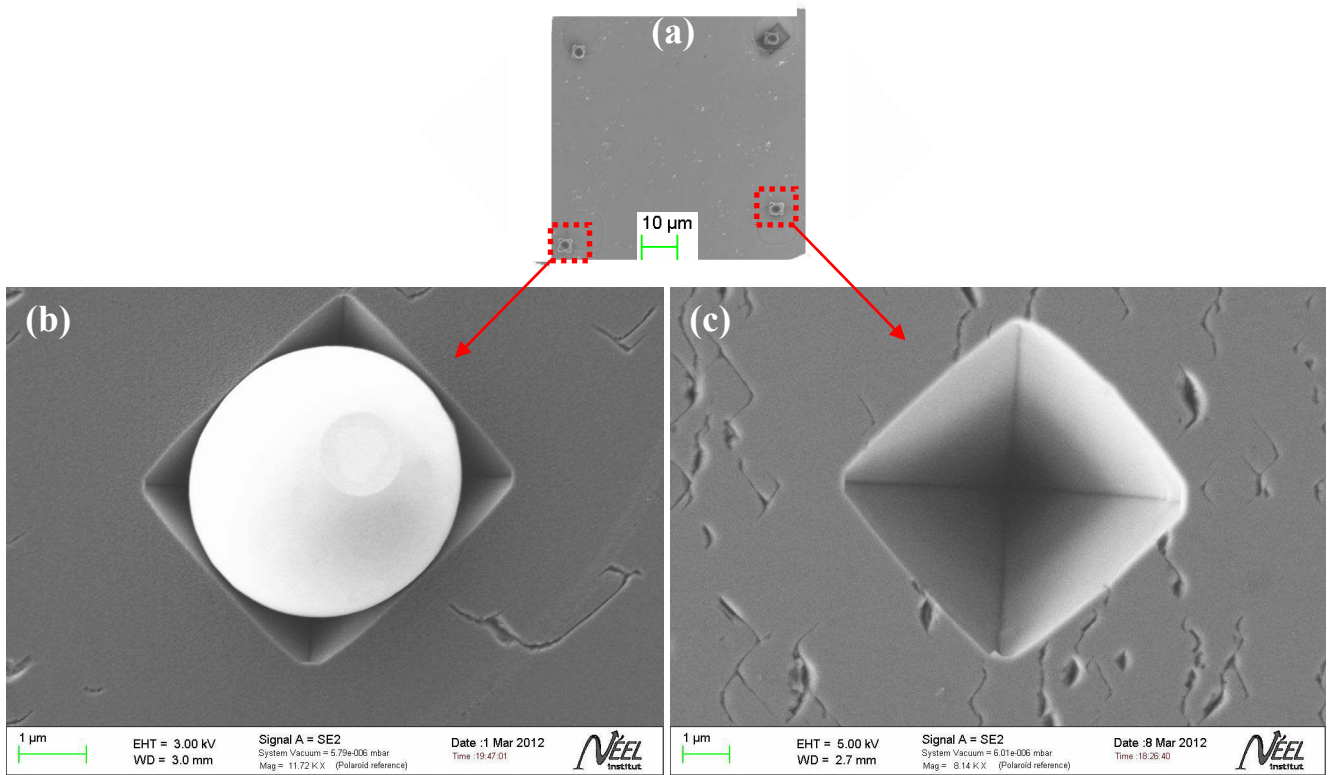 (a)
10 µm
(b)
(c)
1 µm
EHT = 3.00 kV
WD = 3.0 mm
Signal A = SE2
System Vacuum = 5.79e-006 mbar
Mag = 11.72 K X (Polaroid reference)
Date :1 Mar 2012
Time :19:47:01
NÉEL
institut
1 µm
EHT = 5.00 kV
WD = 2.7 mm
Signal A = SE2
System Vacuum = 6.01e-006 mbar
Mag = 8.14 K X (Polaroid reference)
Date :8 Mar 2012
Time :18:26:40
NÉEL
institut